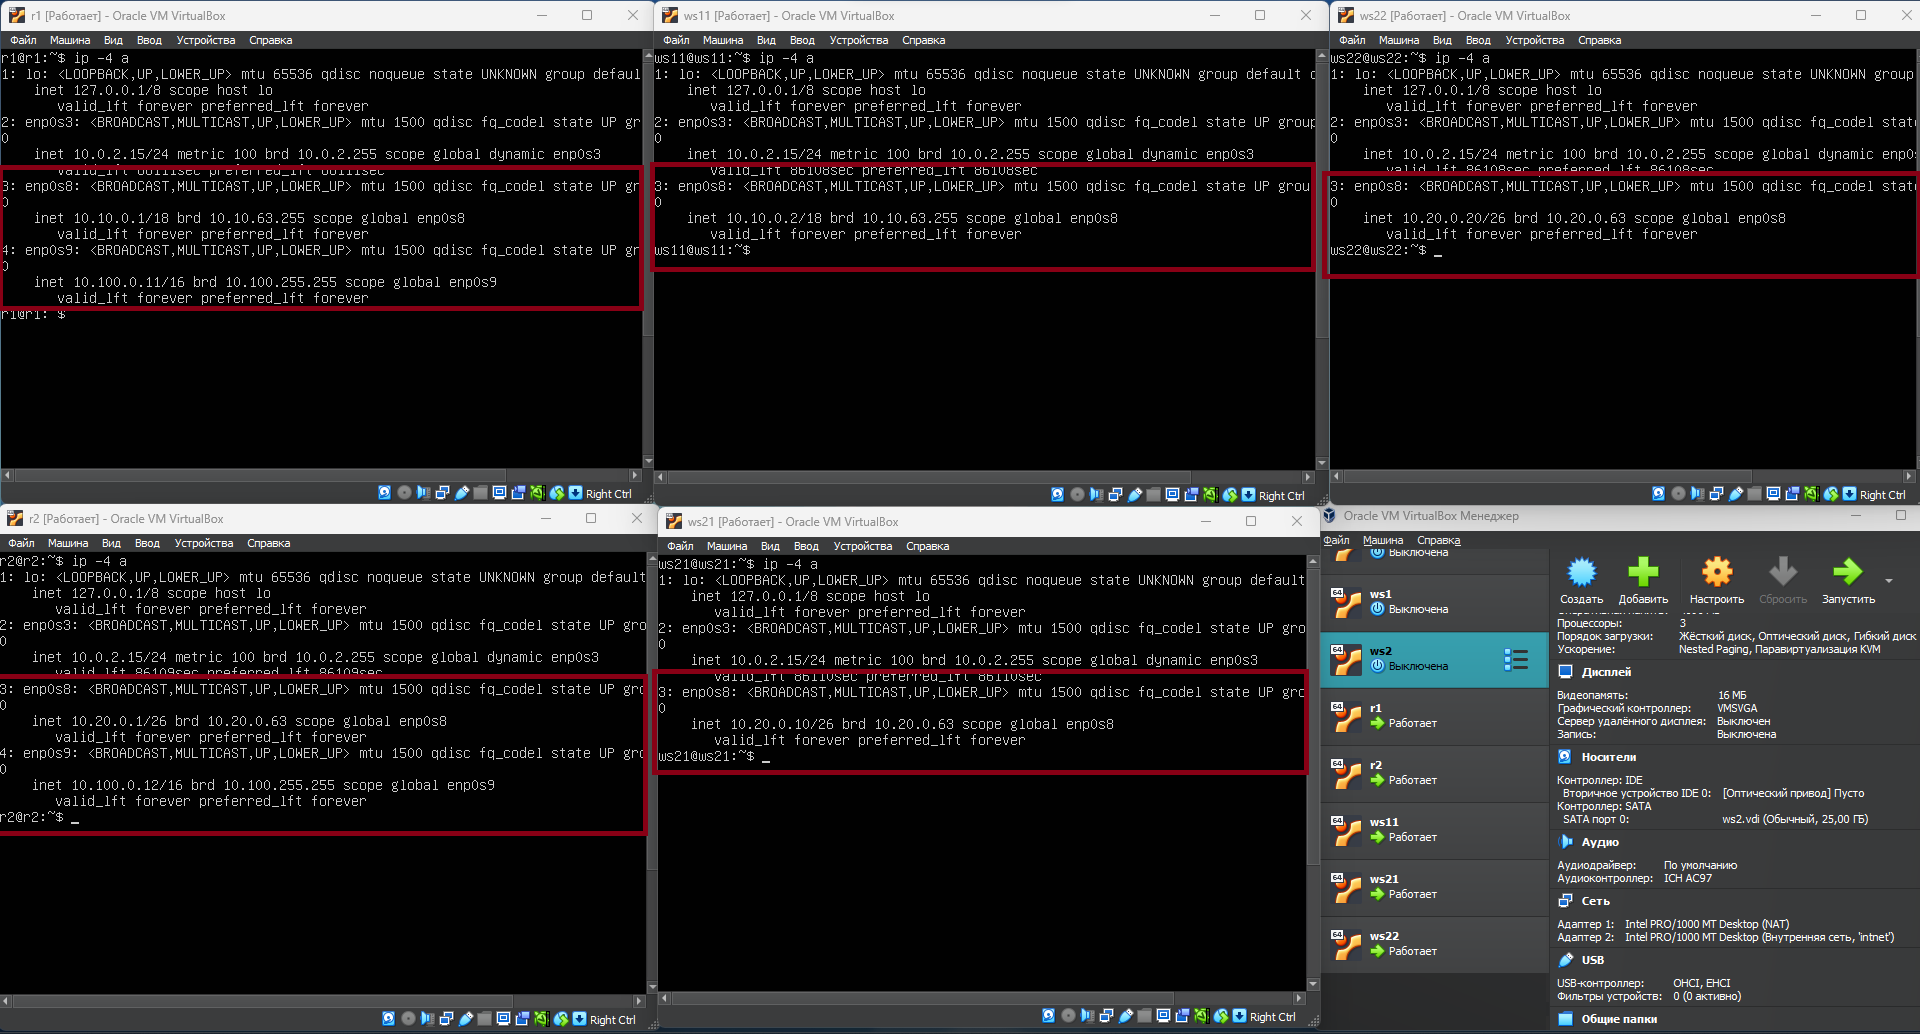 r1 [Работает] - Oracle VM VirtualBox
Файл Машина Вид Ввод Устройства Справка
r1@r1:~$ ip -4 a
1: lo: <LOOPBACK,UP,LOWER_UP> mtu 65536 qdisc noqueue state UNKNOWN group defaul
inet 127.0.0.1/8 scope host lo
valid_lft forever preferred_lft forever
2: enp0s3: <BROADCAST,MULTICAST,UP,LOWER_UP> mtu 1500 qdisc fq_codel state UP gr
0
inet 10.0.2.15/24 metric 100 brd 10.0.2.255 scope global dynamic enp0s3
3: enp0s8: <BROADCAST,MULTICAST,UP,LOWER_UP> mtu 1500 qdisc fq_codel state UP gr
0
inet 10.10.0.1/18 brd 10.10.63.255 scope global enp0s8
valid_lft forever preferred_lft forever
4: enp0s9: <BROADCAST,MULTICAST,UP,LOWER_UP> mtu 1500 qdisc fq_codel state UP gr
0
inet 10.100.0.11/16 brd 10.100.255.255 scope global enp0s9
valid_lft forever preferred_lft forever
r1@r1: $
Right Ctrl
ws11 [Работает] - Oracle VM VirtualBox
Файл Машина Вид Ввод Устройства Справка
ws11@ws11:~$ ip -4 a
1: lo: <LOOPBACK,UP,LOWER_UP> mtu 65536 qdisc noqueue state UNKNOWN group default
inet 127.0.0.1/8 scope host lo
valid_lft forever preferred_lft forever
2: enp0s3: <BROADCAST,MULTICAST,UP,LOWER_UP> mtu 1500 qdisc fq_codel state UP group
0
inet 10.0.2.15/24 metric 100 brd 10.0.2.255 scope global dynamic enp0s3
valid_lft 86108sec preferred_lft 86108sec
3: enp0s8: <BROADCAST,MULTICAST,UP,LOWER_UP> mtu 1500 qdisc fq_codel state UP grou
0
inet 10.10.0.2/18 brd 10.10.63.255 scope global enp0s8
valid_lft forever preferred_lft forever
ws11@ws11:~$
Right Ctrl
ws22 [Работает] - Oracle VM VirtualBox
Файл Машина Вид Ввод Устройства Справка
ws22@ws22:~$ ip -4 a
1: lo: <LOOPBACK,UP,LOWER_UP> mtu 65536 qdisc noqueue state UNKNOWN group
inet 127.0.0.1/8 scope host lo
valid_lft forever preferred_lft forever
2: enp0s3: <BROADCAST,MULTICAST,UP,LOWER_UP> mtu 1500 qdisc fq_codel stat
0
inet 10.0.2.15/24 metric 100 brd 10.0.2.255 scope global dynamic enp0
valid_lft 86108sec preferred_lft 86108sec
3: enp0s8: <BROADCAST,MULTICAST,UP,LOWER_UP> mtu 1500 qdisc fq_codel stat
0
inet 10.20.0.20/26 brd 10.20.0.63 scope global enp0s8
valid_lft forever preferred_lft forever
ws22@ws22:~$ _
Right Ctrl
r2 [Работает] - Oracle VM VirtualBox
Файл Машина Вид Ввод Устройства Справка
r2@r2:~$ ip -4 a
1: lo: <LOOPBACK,UP,LOWER_UP> mtu 65536 qdisc noqueue state UNKNOWN group default
inet 127.0.0.1/8 scope host lo
valid_lft forever preferred_lft forever
2: enp0s3: <BROADCAST,MULTICAST,UP,LOWER_UP> mtu 1500 qdisc fq_codel state UP gro
0
inet 10.0.2.15/24 metric 100 brd 10.0.2.255 scope global dynamic enp0s3
valid_lft 86109sec preferred_lft 86109sec
3: enp0s8: <BROADCAST,MULTICAST,UP,LOWER_UP> mtu 1500 qdisc fq_codel state UP gro
0
inet 10.20.0.1/26 brd 10.20.0.63 scope global enp0s8
valid_lft forever preferred_lft forever
4: enp0s9: <BROADCAST,MULTICAST,UP,LOWER_UP> mtu 1500 qdisc fq_codel state UP gro
0
inet 10.100.0.12/16 brd 10.100.255.255 scope global enp0s9
valid_lft forever preferred_lft forever
r2@r2:~$ _
Right Ctrl
ws21 [Работает] - Oracle VM VirtualBox
Файл Машина Вид Ввод Устройства Справка
ws21@ws21:~$ ip -4 a
1: lo: <LOOPBACK,UP,LOWER_UP> mtu 65536 qdisc noqueue state UNKNOWN group default
inet 127.0.0.1/8 scope host lo
valid_lft forever preferred_lft forever
2: enp0s3: <BROADCAST,MULTICAST,UP,LOWER_UP> mtu 1500 qdisc fq_codel state UP gro
0
inet 10.0.2.15/24 metric 100 brd 10.0.2.255 scope global dynamic enp0s3
valid_lft 86110sec preferred_lft 86110sec
3: enp0s8: <BROADCAST,MULTICAST,UP,LOWER_UP> mtu 1500 qdisc fq_codel state UP gro
0
inet 10.20.0.10/26 brd 10.20.0.63 scope global enp0s8
valid_lft forever preferred_lft forever
ws21@ws21:~$ _
Right Ctrl
Oracle VM VirtualBox Менеджер
Файл Машина Справка
Выключена
64 ws1
Выключена
64 ws2
Выключена
64 r1
Работает
64 r2
Работает
64 ws11
Работает
64 ws21
Работает
64 ws22
Работает
Создать Добавить Настроить Сбросить Запустить
Процессоры: 3
Порядок загрузки: Жёсткий диск, Оптический диск, Гибкий диск
Ускорение: Nested Paging, Паравиртуализация KVM
Дисплей
Видеопамять: 16 МБ
Графический контроллер: VMSVGA
Сервер удалённого дисплея: Выключен
Запись: Выключена
Носители
Контроллер: IDE
Вторичное устройство IDE 0: [Оптический привод] Пусто
Контроллер: SATA
SATA порт 0: ws2.vdi (Обычный, 25,00 ГБ)
Аудио
Аудиодрайвер: По умолчанию
Аудиоконтроллер: ICH AC97
Сеть
Адаптер 1: Intel PRO/1000 MT Desktop (NAT)
Адаптер 2: Intel PRO/1000 MT Desktop (Внутренняя сеть, 'intnet')
USB
USB-контроллер: OHCI, EHCI
Фильтры устройств: 0 (0 активно)
Общие папки